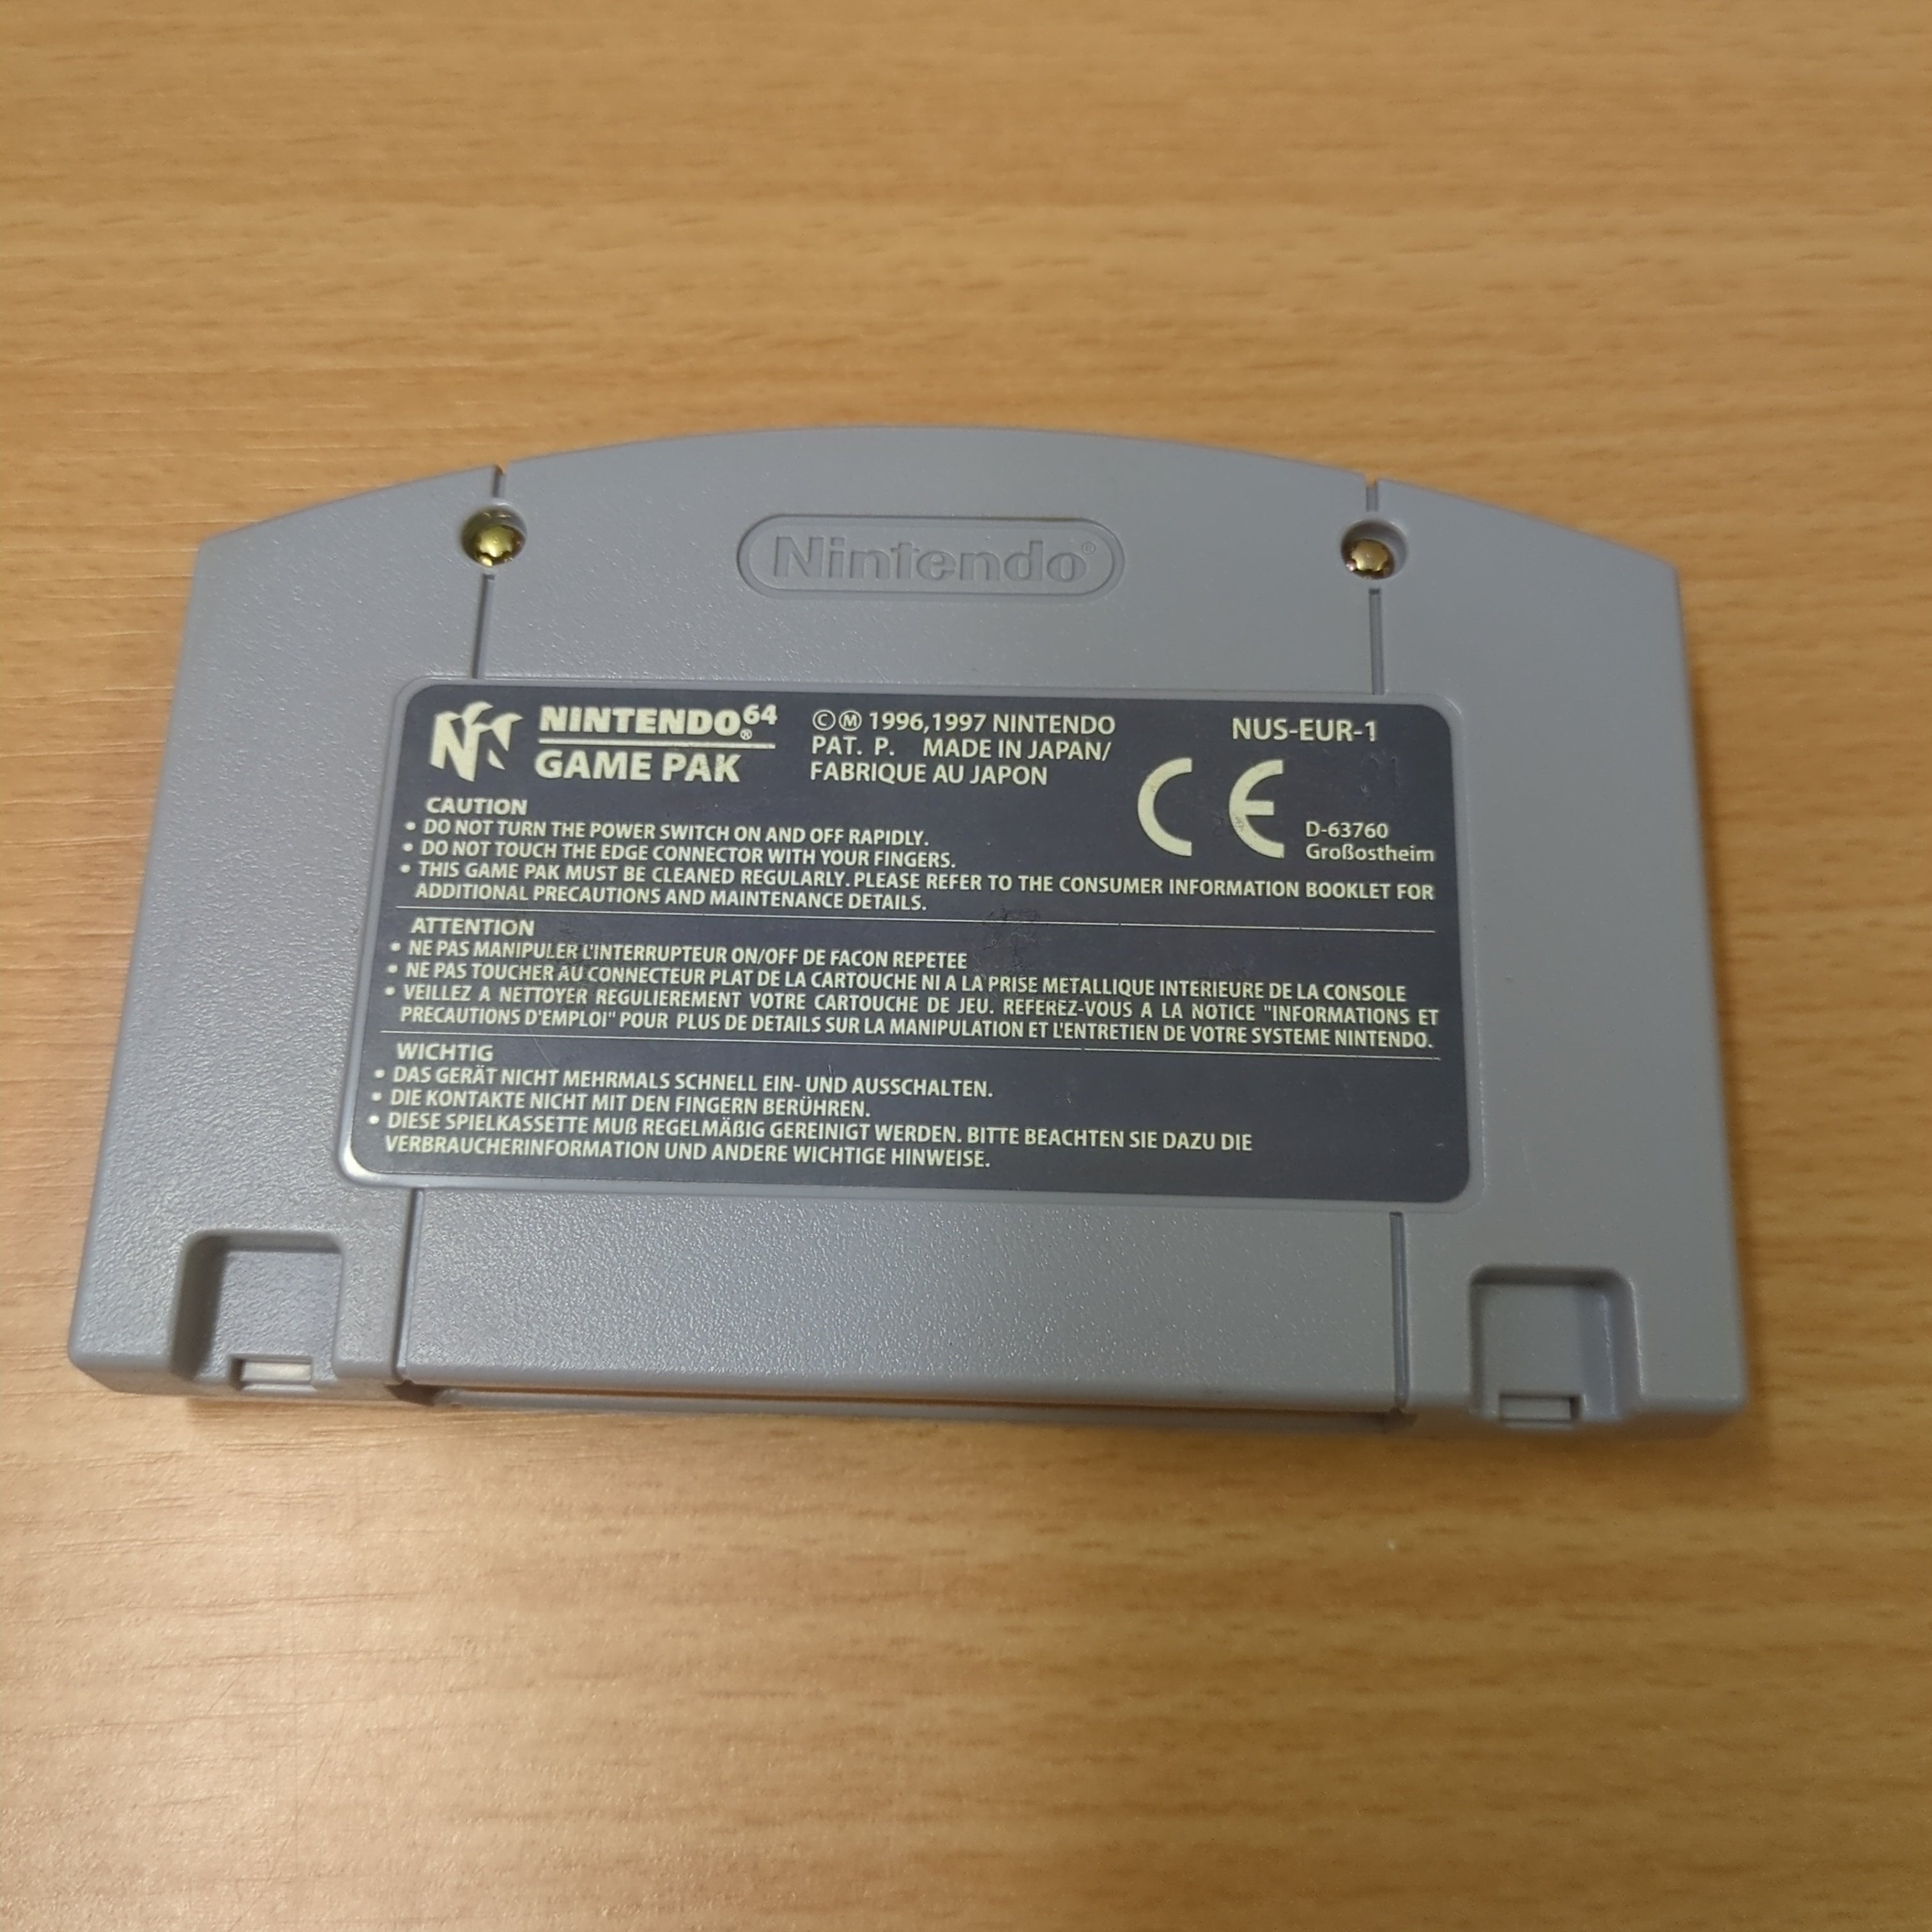 Nintendo®
NINTENDO64®
GAME PAK
©Ⓜ 1996,1997 NINTENDO
PAT. P. MADE IN JAPAN/
FABRIQUE AU JAPON
NUS-EUR-1
CE
D-63760
Großostheim
CAUTION
• DO NOT TURN THE POWER SWITCH ON AND OFF RAPIDLY.
• DO NOT TOUCH THE EDGE CONNECTOR WITH YOUR FINGERS.
• THIS GAME PAK MUST BE CLEANED REGULARLY. PLEASE REFER TO THE CONSUMER INFORMATION BOOKLET FOR
ADDITIONAL PRECAUTIONS AND MAINTENANCE DETAILS.
ATTENTION
• NE PAS MANIPULER L'INTERRUPTEUR ON/OFF DE FACON REPETEE
• NE PAS TOUCHER AU CONNECTEUR PLAT DE LA CARTOUCHE NI A LA PRISE METALLIQUE INTERIEURE DE LA CONSOLE
• VEILLEZ A NETTOYER REGULIEREMENT VOTRE CARTOUCHE DE JEU. REFEREZ-VOUS A LA NOTICE "INFORMATIONS ET
PRECAUTIONS D'EMPLOI" POUR PLUS DE DETAILS SUR LA MANIPULATION ET L'ENTRETIEN DE VOTRE SYSTEME NINTENDO.
WICHTIG
• DAS GERÄT NICHT MEHRMALS SCHNELL EIN- UND AUSSCHALTEN.
• DIE KONTAKTE NICHT MIT DEN FINGERN BERÜHREN.
• DIESE SPIELKASSETTE MUß REGELMÄßIG GEREINIGT WERDEN. BITTE BEACHTEN SIE DAZU DIE
VERBRAUCHERINFORMATION UND ANDERE WICHTIGE HINWEISE.